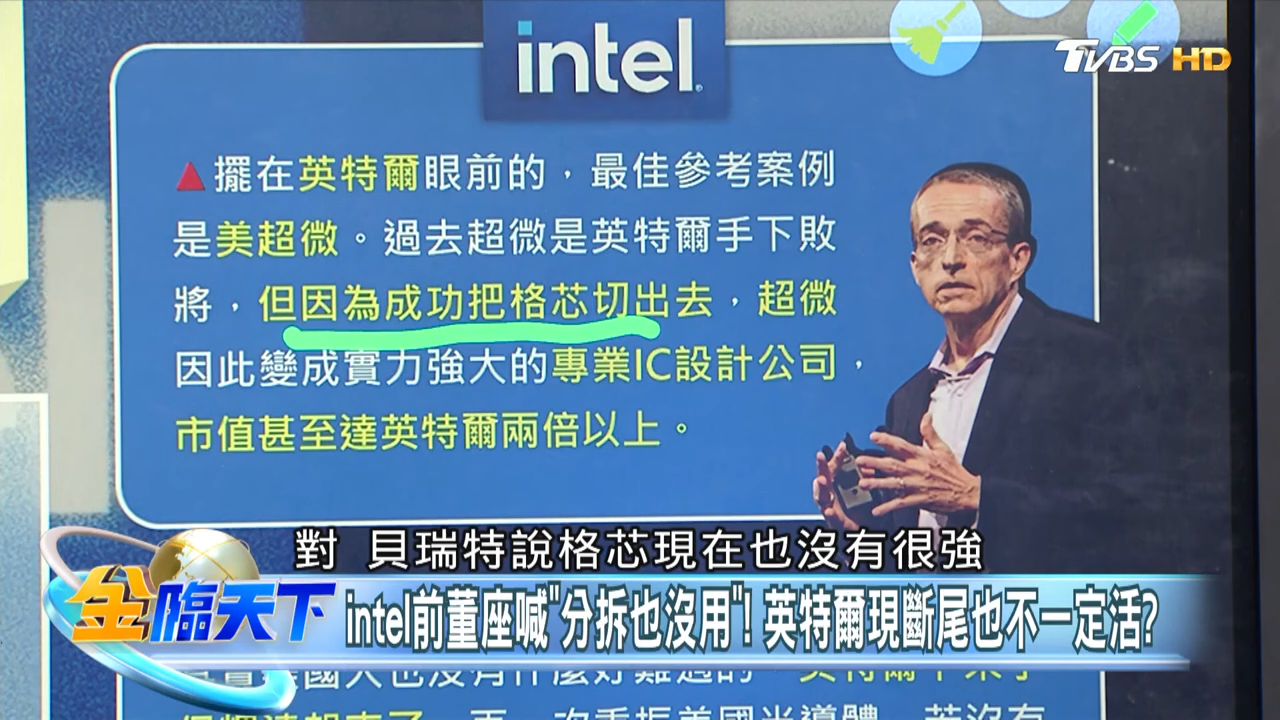 intel
TVBS HD
▲擺在英特爾眼前的，最佳參考案例
是美超微。過去超微是英特爾手下敗
將，但因為成功把格芯切出去，超微
因此變成實力強大的專業IC設計公司，
市值甚至達英特爾兩倍以上。
對 貝瑞特說格芯現在也沒有很強
金臨天下
intel前董座喊"分拆也沒用"! 英特爾現斷尾也不一定活?